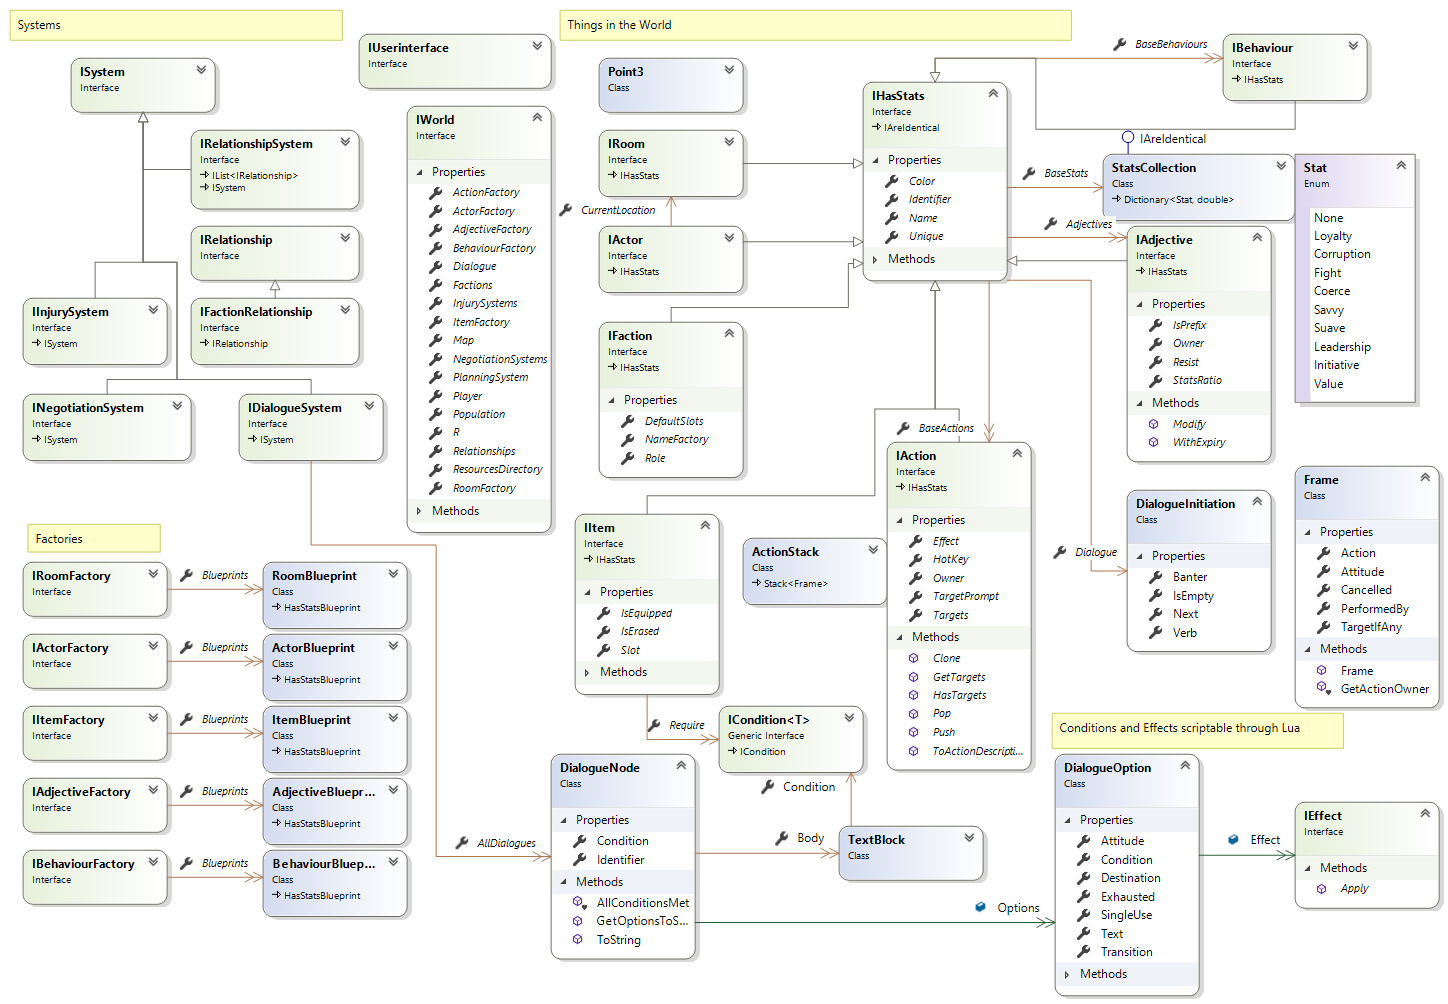 Systems
Things in the World
ISystem
Interface
IUserinterface
Interface
Point3
Class
BaseBehaviours
IBehaviour
Interface
IHasStats
IRelationshipSystem
Interface
IList<IRelationship>
ISystem
IRelationship
Interface
IInjurySystem
Interface
ISystem
IFactionRelationship
Interface
IRelationship
INegotiationSystem
Interface
ISystem
IDialogueSystem
Interface
ISystem
IWorld
Interface
Properties
ActionFactory
ActorFactory
AdjectiveFactory
BehaviourFactory
Dialogue
Factions
InjurySystems
ItemFactory
Map
NegotiationSystems
PlanningSystem
Player
Population
R
Relationships
ResourcesDirectory
RoomFactory
Methods
IRoom
Interface
IHasStats
CurrentLocation
IActor
Interface
IHasStats
IFaction
Interface
IHasStats
Properties
DefaultSlots
NameFactory
Role
IHasStats
Interface
IAreIdentical
Properties
Color
Identifier
Name
Unique
Methods
BaseStats
IAreIdentical
StatsCollection
Class
Dictionary<Stat, double>
Adjectives
IAdjective
Interface
IHasStats
Properties
IsPrefix
Owner
Resist
StatsRatio
Methods
Modify
WithExpiry
Stat
Enum
None
Loyalty
Corruption
Fight
Coerce
Savvy
Suave
Leadership
Initiative
Value
BaseActions
IAction
Interface
IHasStats
Properties
Effect
HotKey
Owner
TargetPrompt
Targets
Methods
Clone
GetTargets
HasTargets
Pop
Push
ToActionDescripti...
IItem
Interface
IHasStats
Properties
IsEquipped
IsErased
Slot
Methods
ActionStack
Class
Stack<Frame>
Dialogue
DialogueInitiation
Class
Properties
Banter
IsEmpty
Next
Verb
Frame
Class
Properties
Action
Attitude
Cancelled
PerformedBy
TargetIfAny
Methods
Frame
GetActionOwner
Factories
IRoomFactory
Interface
Blueprints
RoomBlueprint
Class
HasStatsBlueprint
IActorFactory
Interface
Blueprints
ActorBlueprint
Class
HasStatsBlueprint
IItemFactory
Interface
Blueprints
ItemBlueprint
Class
HasStatsBlueprint
IAdjectiveFactory
Interface
Blueprints
AdjectiveBluepr...
Class
HasStatsBlueprint
IBehaviourFactory
Interface
Blueprints
BehaviourBluep...
Class
HasStatsBlueprint
Require
ICondition<T>
Generic Interface
ICondition
Condition
AllDialogues
DialogueNode
Class
Properties
Condition
Identifier
Methods
AllConditionsMet
GetOptionsToS...
ToString
Body
TextBlock
Class
Options
Conditions and Effects scriptable through Lua
DialogueOption
Class
Properties
Attitude
Condition
Destination
Exhausted
SingleUse
Text
Transition
Methods
Effect
IEffect
Interface
Methods
Apply